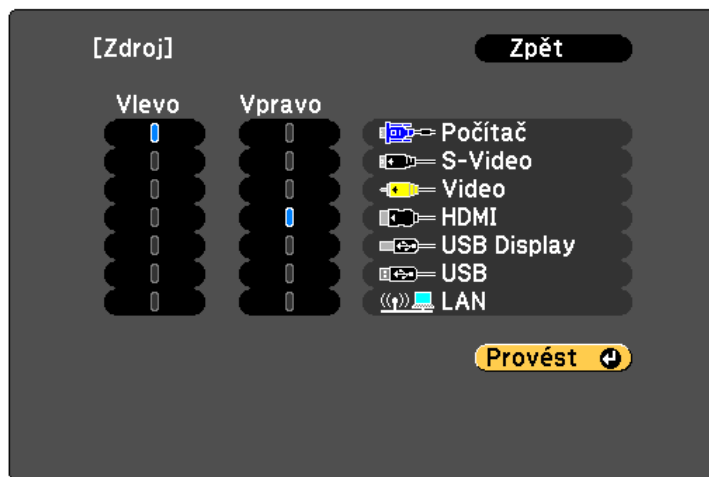 [Zdroj] Zpět
Vlevo Vpravo
Počítač
S-Video
Video
HDMI
USB Display
USB
LAN
Provést